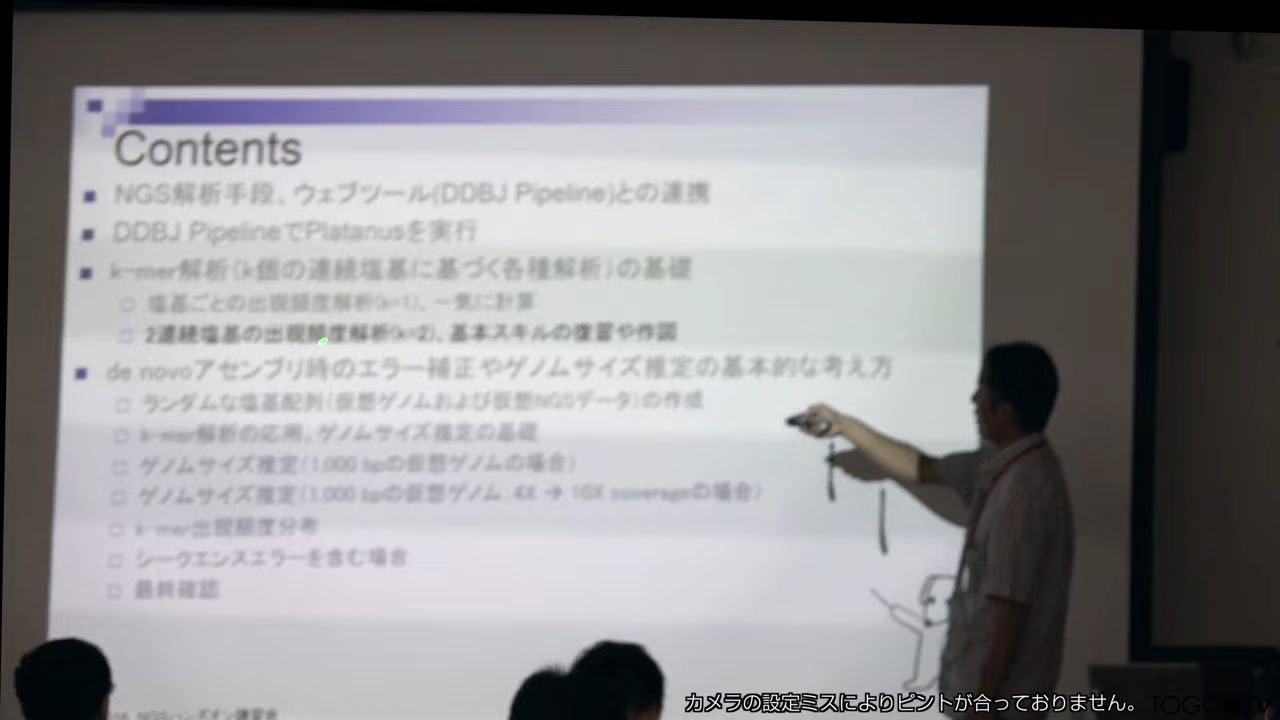 Contents
NGS解析手段、ウェブツール(DDBJ Pipeline)との連携
DDBJ PipelineでPlatanusを実行
k-mer解析(k個の連続塩基に基づく各種解析)の基礎
塩基ごとの出現頻度解析(k=1)、一気に計算
2連続塩基の出現頻度解析(k=2)、基本スキルの復習や作図
de novoアセンブリ時のエラー補正やゲノムサイズ推定の基本的な考え方
ランダムな塩基配列(仮想ゲノムおよび仮想NGSデータ)の作成
k-mer解析の応用、ゲノムサイズ推定の基礎
ゲノムサイズ推定(1,000 bpの仮想ゲノムの場合)
ゲノムサイズ推定(1,000 bpの仮想ゲノム; 4X → 10X coverageの場合)
k-mer出現頻度分布
シークエンスエラーを含む場合
最終確認
NGSハンズオン講習会
カメラの設定ミスによりピントが合っておりません。